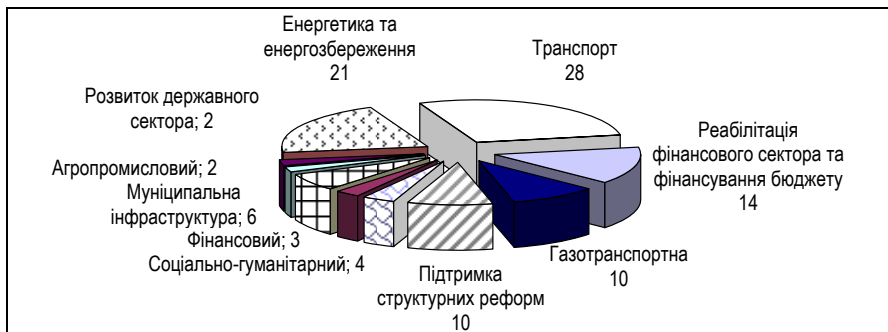 Енергетика та
енергозбереження
21
Транспорт
28
Розвиток державного
сектора; 2
Реабілітація
фінансового сектора та
фінансування бюджету
14
Агропромисловий; 2
Муніципальна
інфраструктура; 6
Фінансовий; 3
Соціально-гуманітарний; 4
Підтримка
структурних реформ
10
Газотранспортна
10